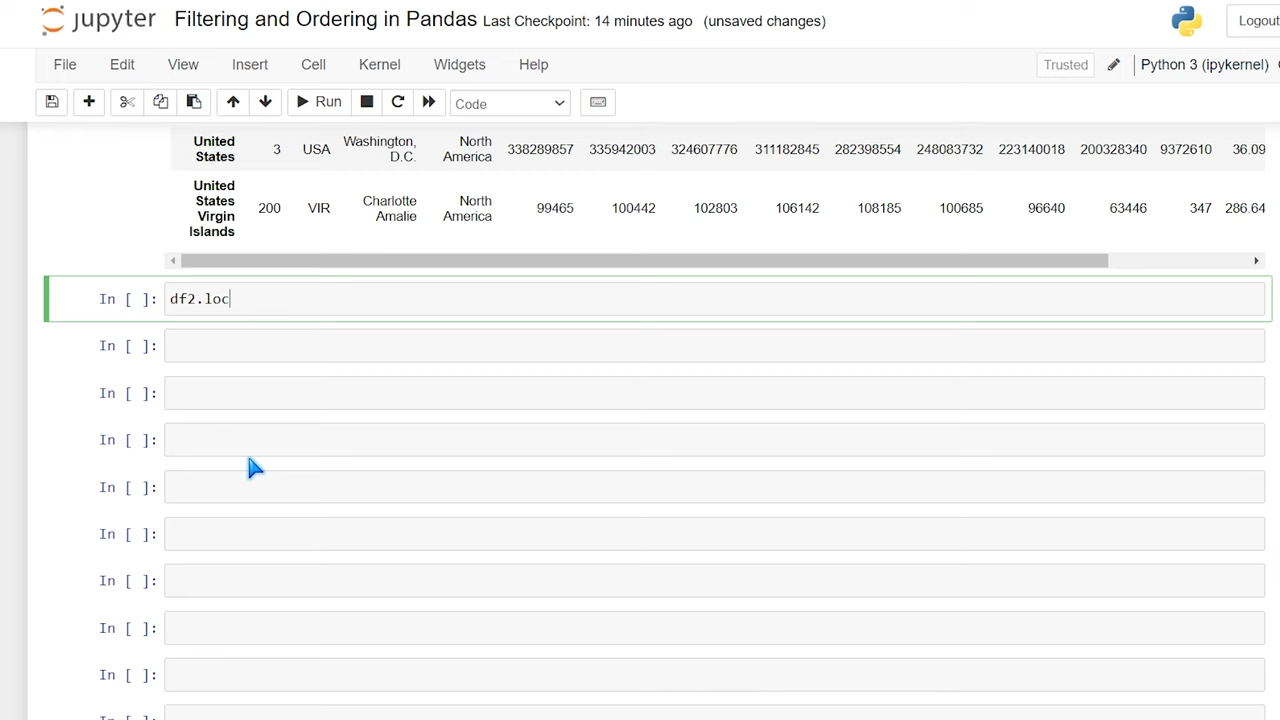 jupyter Filtering and Ordering in Pandas Last Checkpoint: 14 minutes ago (unsaved changes) Logout
File Edit View Insert Cell Kernel Widgets Help Trusted Python 3 (ipykernel)
Run Code
United States 3 USA Washington, D.C. North America 338289857 335942003 324607776 311182845 282398554 248083732 223140018 200328340 9372610 36.09
United States Virgin Islands 200 VIR Charlotte Amalie North America 99465 100442 102803 106142 108185 100685 96640 63446 347 286.64
In [ ]: df2.loc
In [ ]:
In [ ]:
In [ ]:
In [ ]:
In [ ]:
In [ ]:
In [ ]:
In [ ]: